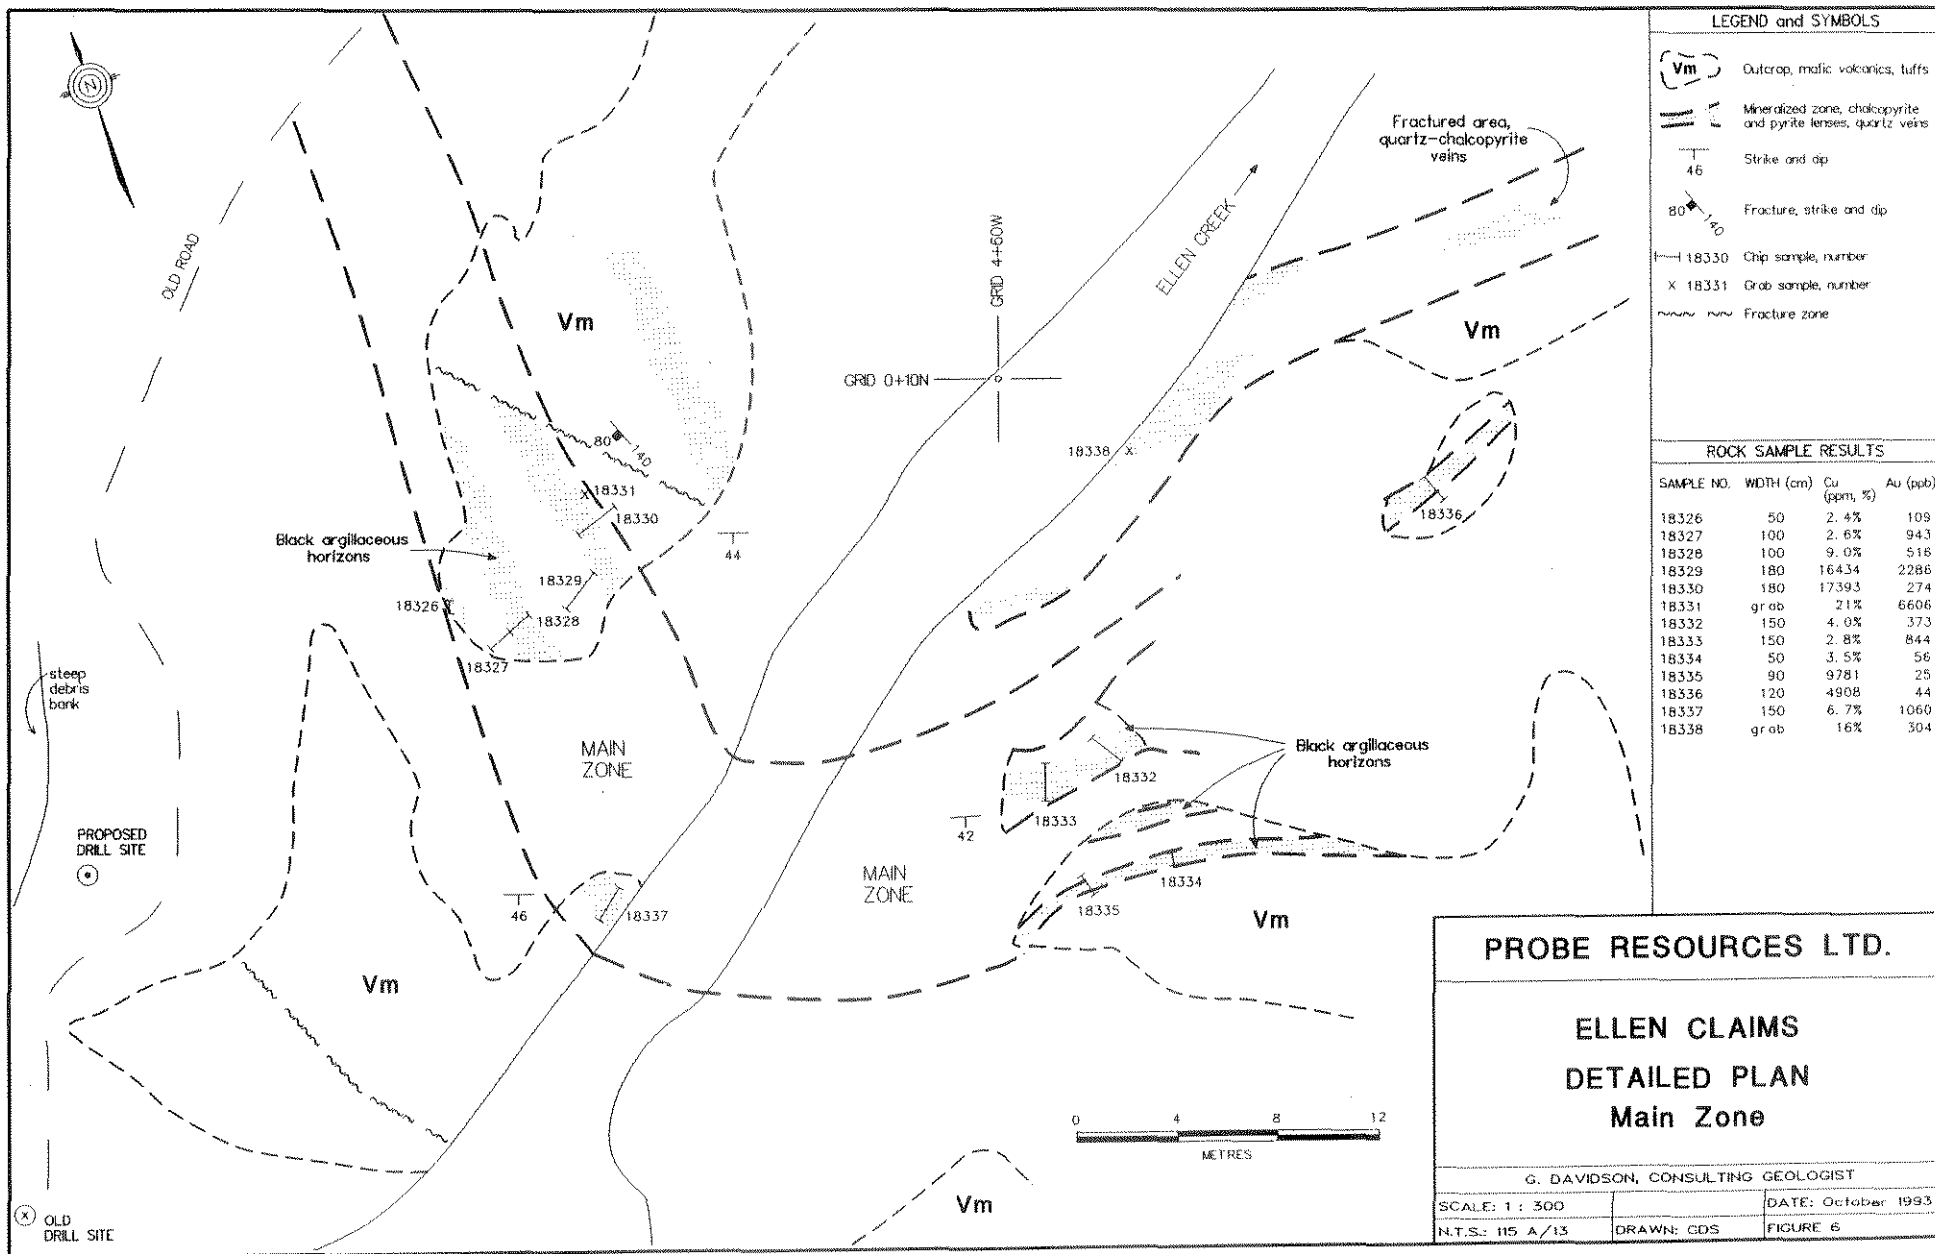 N
OLD ROAD
Vm
GRID 4+60W
GRID 0+10N
ELLEN CREEK
Fractured area,
quartz-chalcopyrite
veins
Vm
80
140
18331
18330
18329
18328
18327
18326
Black argillaceous
horizons
44
18338
18336
steep
debris
bank
PROPOSED
DRILL SITE
MAIN
ZONE
46
18337
Vm
42
MAIN
ZONE
18332
18333
18334
18335
Black argillaceous
horizons
Vm
X OLD
DRILL SITE
Vm
0 4 8 12
METRES
LEGEND and SYMBOLS
Vm Outcrop, mafic volcanics, tuffs
Mineralized zone, chalcopyrite
and pyrite lenses, quartz veins
46 Strike and dip
80 140 Fracture, strike and dip
18330 Chip sample, number
X 18331 Grab sample, number
Fracture zone
ROCK SAMPLE RESULTS
SAMPLE NO. WIDTH (cm) Cu (ppm, %) Au (ppb)
18326 50 2.4% 109
18327 100 2.6% 943
18328 100 9.0% 516
18329 180 16434 2286
18330 180 17393 274
18331 grab 21% 6606
18332 150 4.0% 373
18333 150 2.8% 844
18334 50 3.5% 56
18335 90 9781 25
18336 120 4908 44
18337 150 6.7% 1060
18338 grab 16% 304
PROBE RESOURCES LTD.
ELLEN CLAIMS
DETAILED PLAN
Main Zone
G. DAVIDSON, CONSULTING GEOLOGIST
SCALE: 1 : 300 DATE: October 1993
N.T.S.: 115 A/13 DRAWN: GDS FIGURE 6